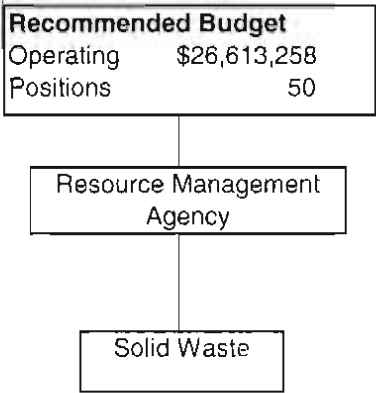 Recommended Budget
Operating $26,613,258
Positions 50
Resource Management
Agency
Solid Waste